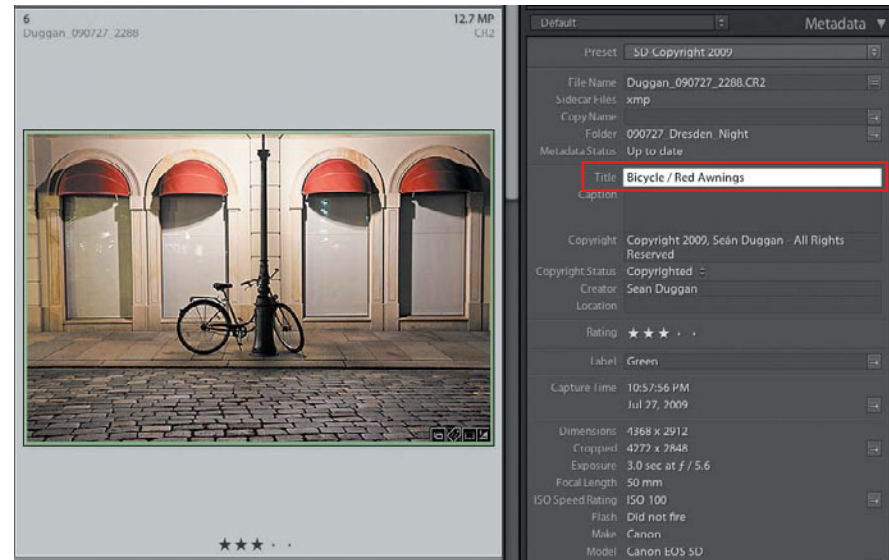 6
12.7 MP
Duggan_090727_2288
CR2
Default
Metadata
Preset
SD-Copyright 2009
File Name
Duggan_090727_2288.CR2
Sidecar Files
xmp
Copy Name
Folder
090727_Dresden_Night
Metadata Status
Up to date
Title
Bicycle / Red Awnings
Caption
Copyright
Copyright 2009, Seán Duggan - All Rights
Reserved
Copyright Status
Copyrighted
Creator
Sean Duggan
Location
Rating
★ ★ ★ · ·
Label
Green
Capture Time
10:57:56 PM
Jul 27, 2009
Dimensions
4368 x 2912
Cropped
4272 x 2848
Exposure
3.0 sec at ƒ / 5.6
Focal Length
50 mm
ISO Speed Rating
ISO 100
Flash
Did not fire
Make
Canon
Model
Canon EOS 5D
★★★ · ·